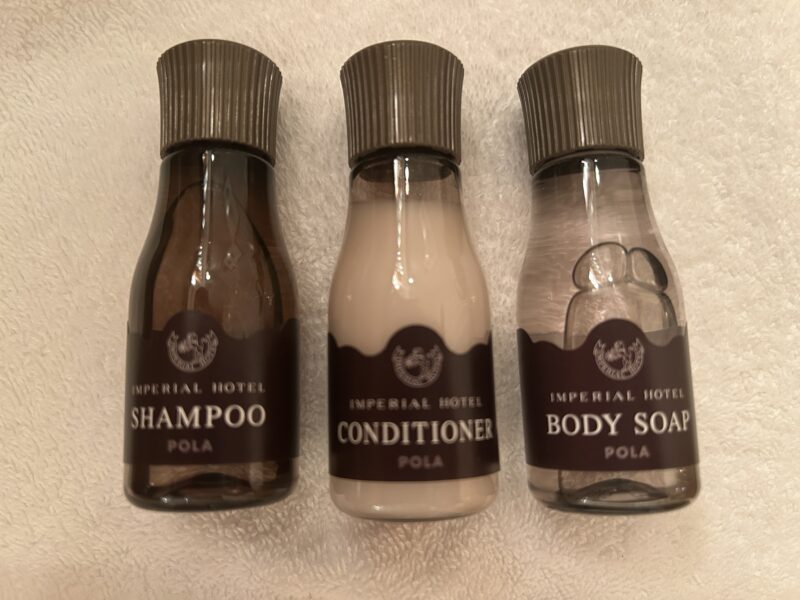 IMPERIAL HOTEL
SHAMPOO
POLA
IMPERIAL HOTEL
CONDITIONER
POLA
IMPERIAL HOTEL
BODY SOAP
POLA